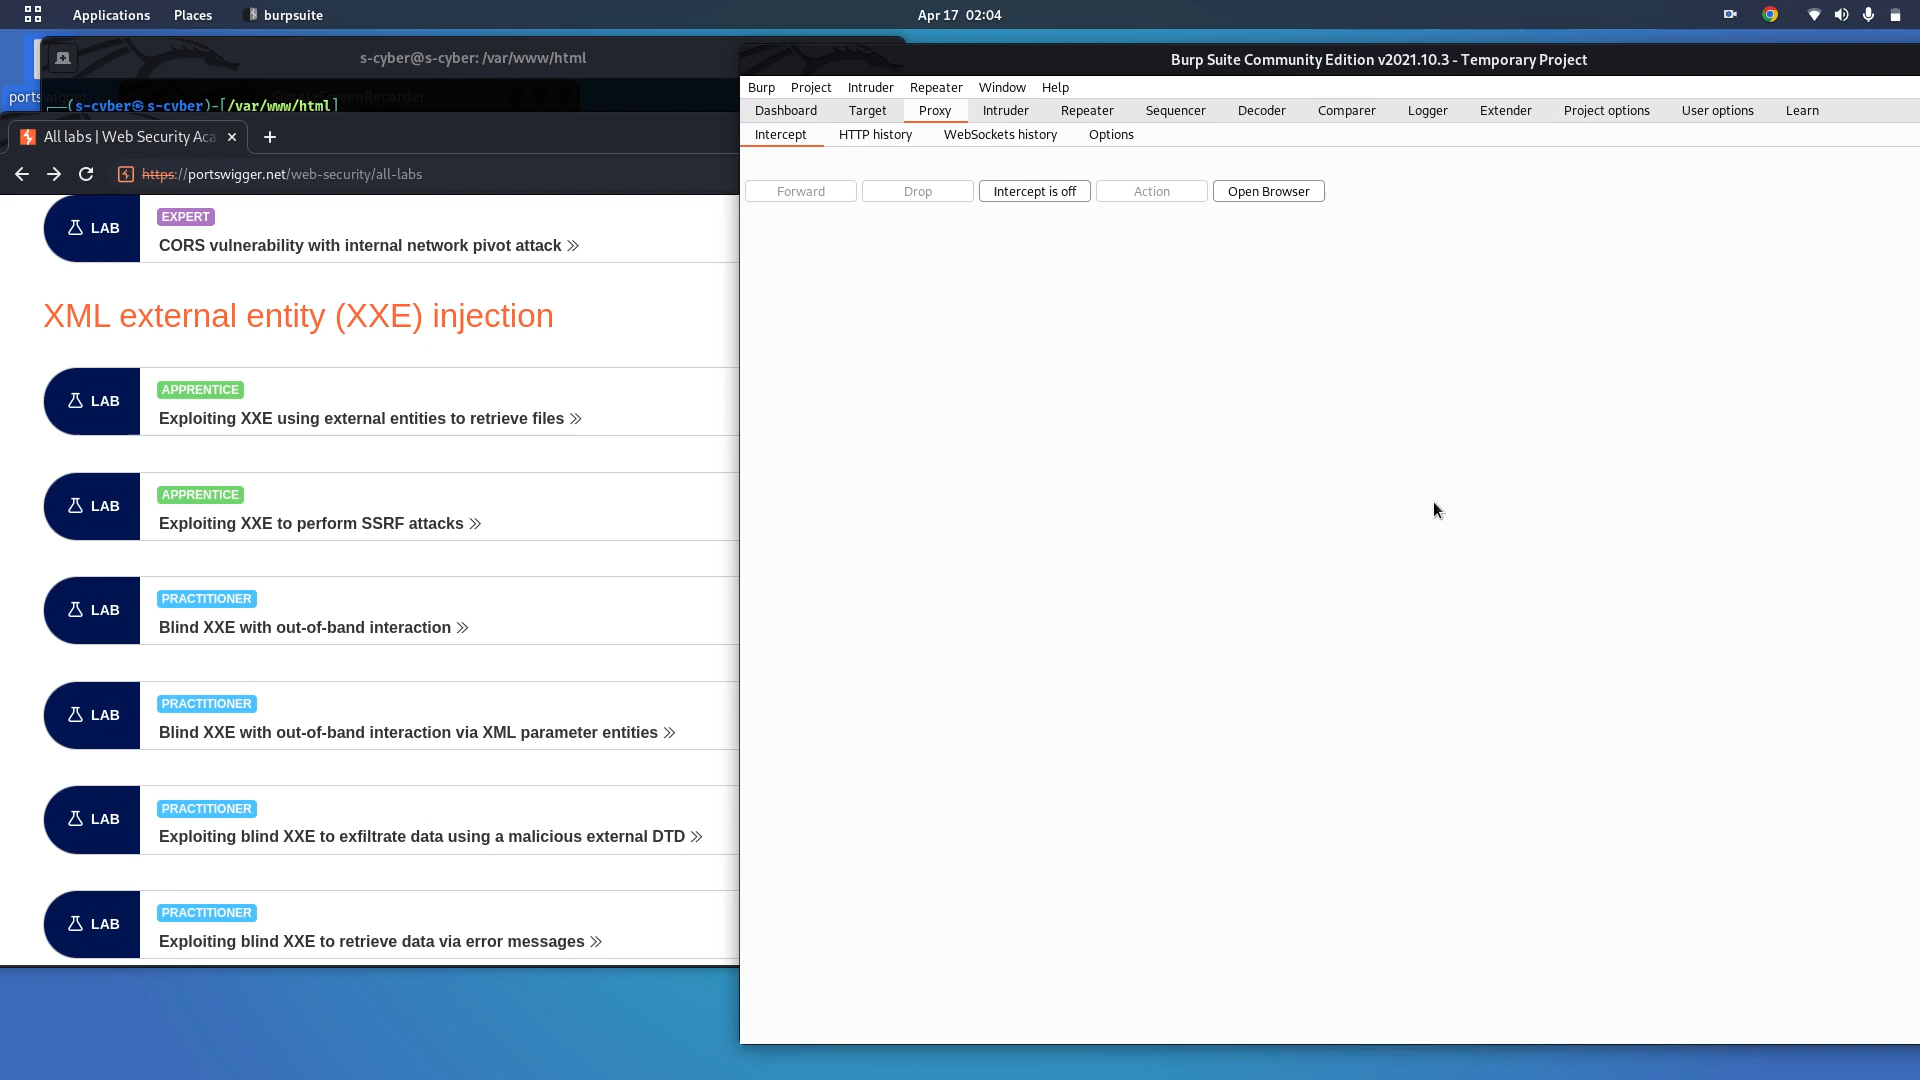 Applications Places burpsuite Apr 17 02:04
s-cyber@s-cyber: /var/www/html
ports
SimpleScreenRecorder
(s-cyber㉿s-cyber)-[/var/www/html]
All labs | Web Security Aca
https://portswigger.net/web-security/all-labs
LAB
EXPERT
CORS vulnerability with internal network pivot attack
XML external entity (XXE) injection
LAB
APPRENTICE
Exploiting XXE using external entities to retrieve files
LAB
APPRENTICE
Exploiting XXE to perform SSRF attacks
LAB
PRACTITIONER
Blind XXE with out-of-band interaction
LAB
PRACTITIONER
Blind XXE with out-of-band interaction via XML parameter entities
LAB
PRACTITIONER
Exploiting blind XXE to exfiltrate data using a malicious external DTD
LAB
PRACTITIONER
Exploiting blind XXE to retrieve data via error messages
Burp Suite Community Edition v2021.10.3 - Temporary Project
Burp Project Intruder Repeater Window Help
Dashboard Target Proxy Intruder Repeater Sequencer Decoder Comparer Logger Extender Project options User options Learn
Intercept HTTP history WebSockets history Options
Forward Drop Intercept is off Action Open Browser